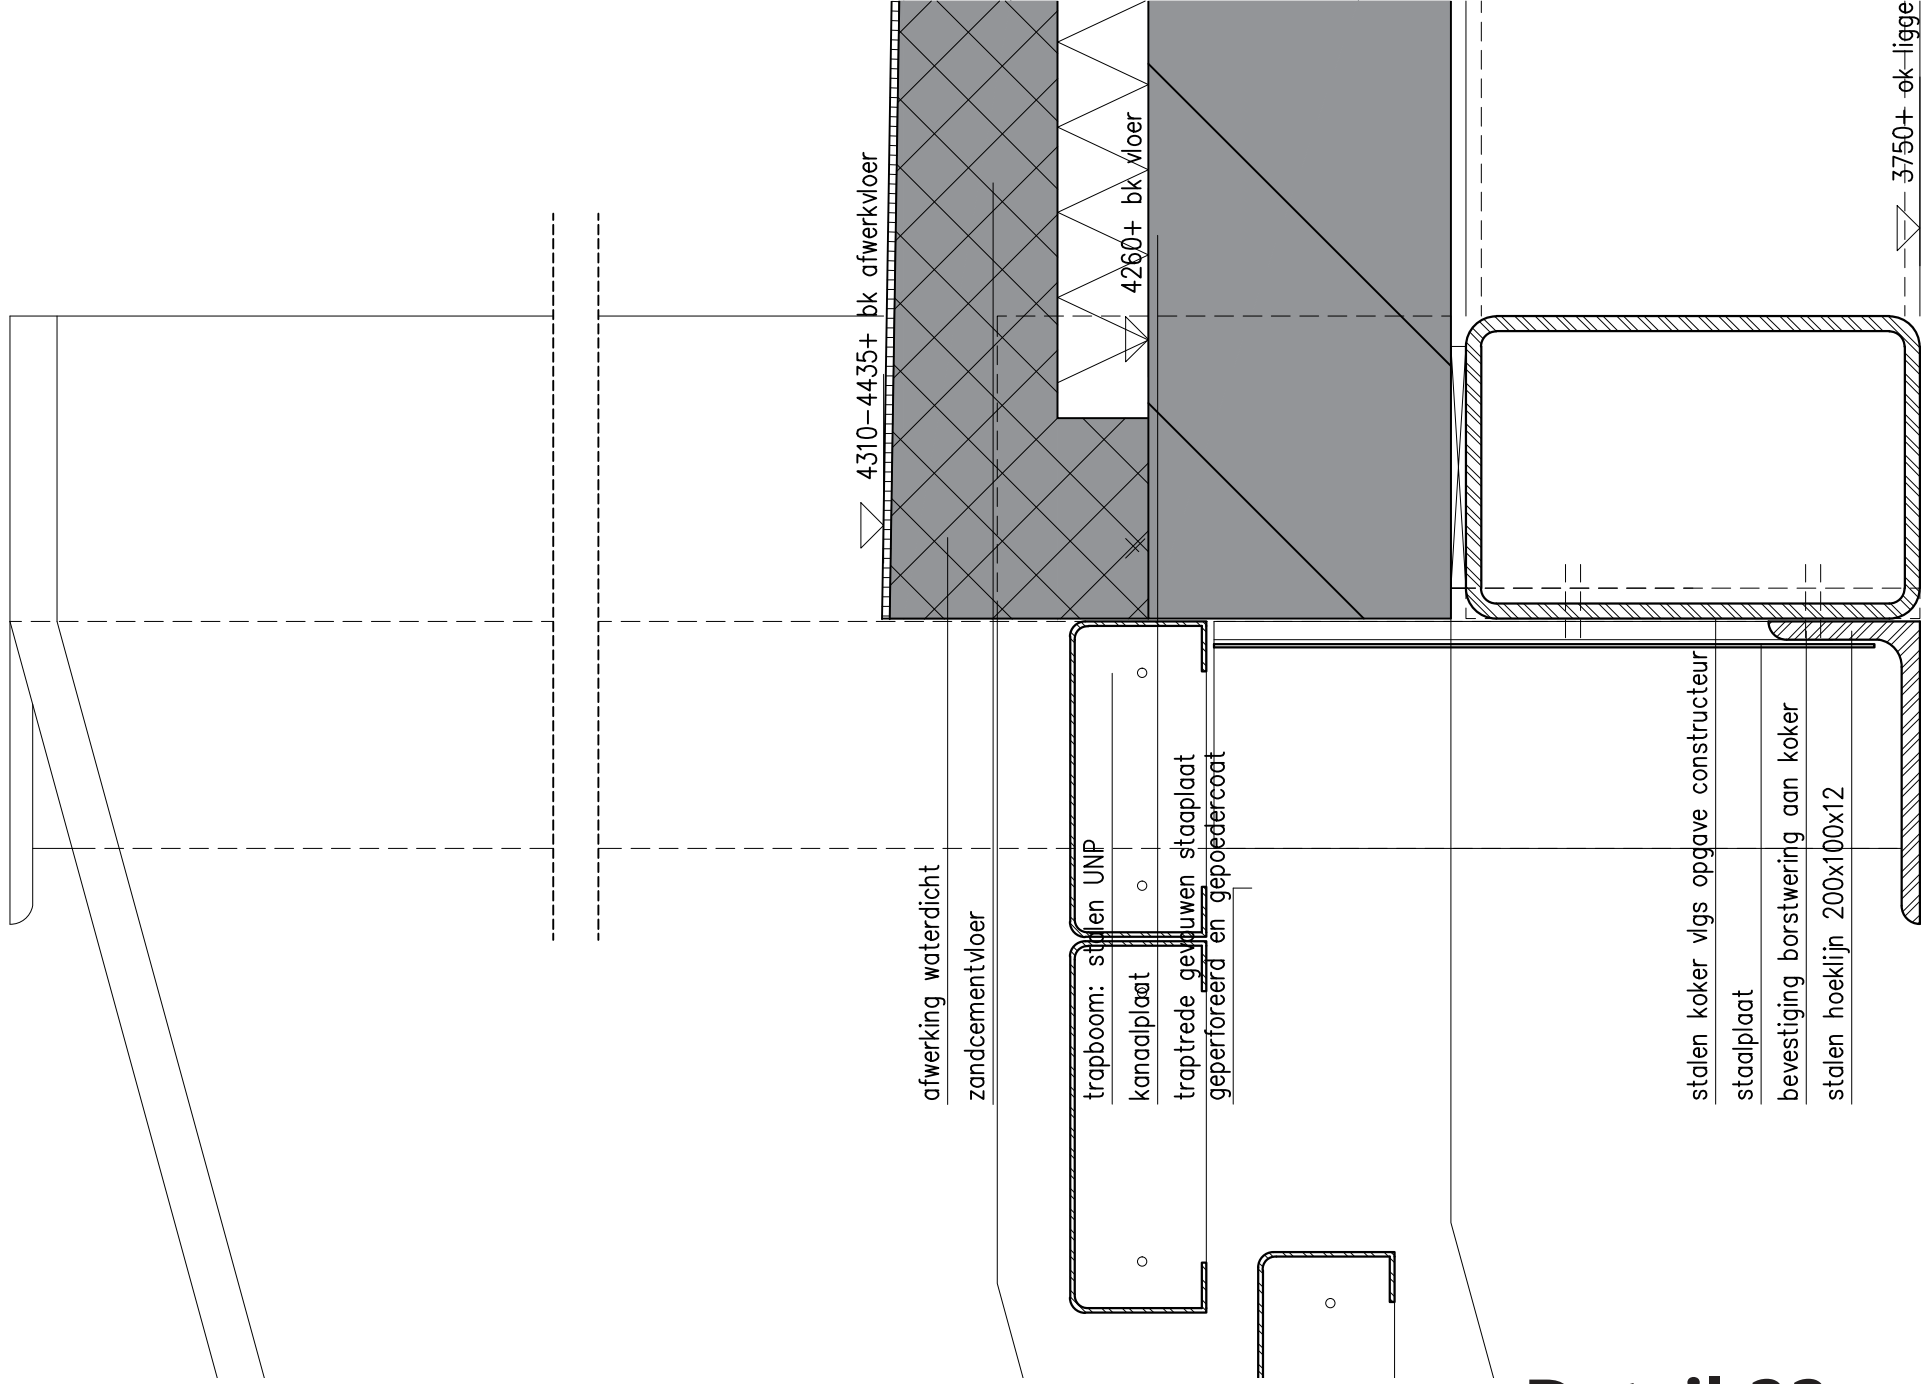 4310-4435+ bk afwerkvloer
4260+ bk vloer
3750+ ok ligge
afwerking waterdicht
zandcementvloer
trapboom: stalen UNP
kanaalplaat
traptrede gevouwen staaplaat
geperforeerd en gepoedercoat
stalen koker vlgs opgave constructeur
staalplaat
bevestiging borstwering aan koker
stalen hoeklijn 200x100x12